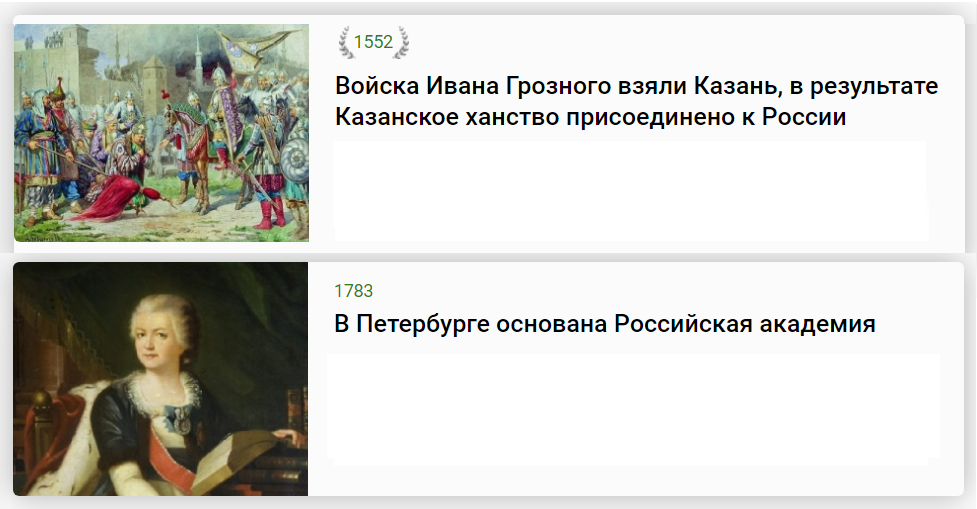 1552
Войска Ивана Грозного взяли Казань, в результате
Казанское ханство присоединено к России
1783
В Петербурге основана Российская академия